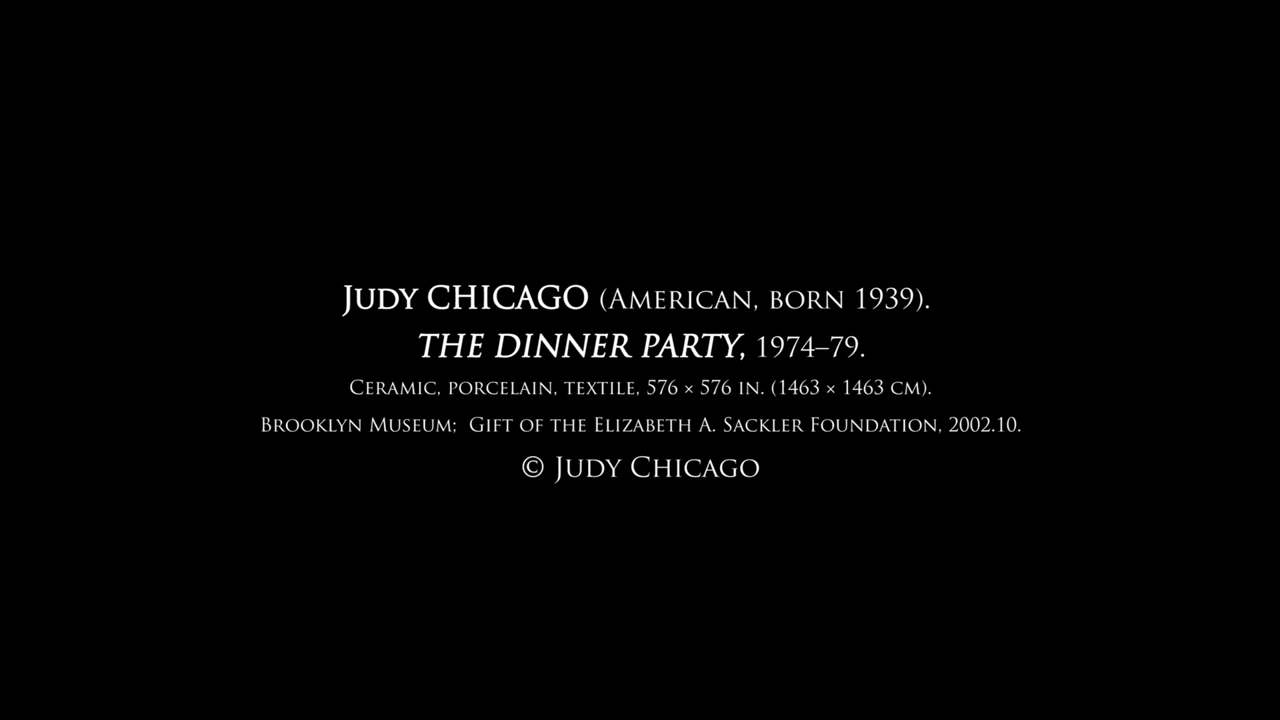 Judy CHICAGO (American, born 1939).
THE DINNER PARTY, 1974–79.
Ceramic, porcelain, textile, 576 × 576 in. (1463 × 1463 cm).
Brooklyn Museum; Gift of the Elizabeth A. Sackler Foundation, 2002.10.
© Judy Chicago